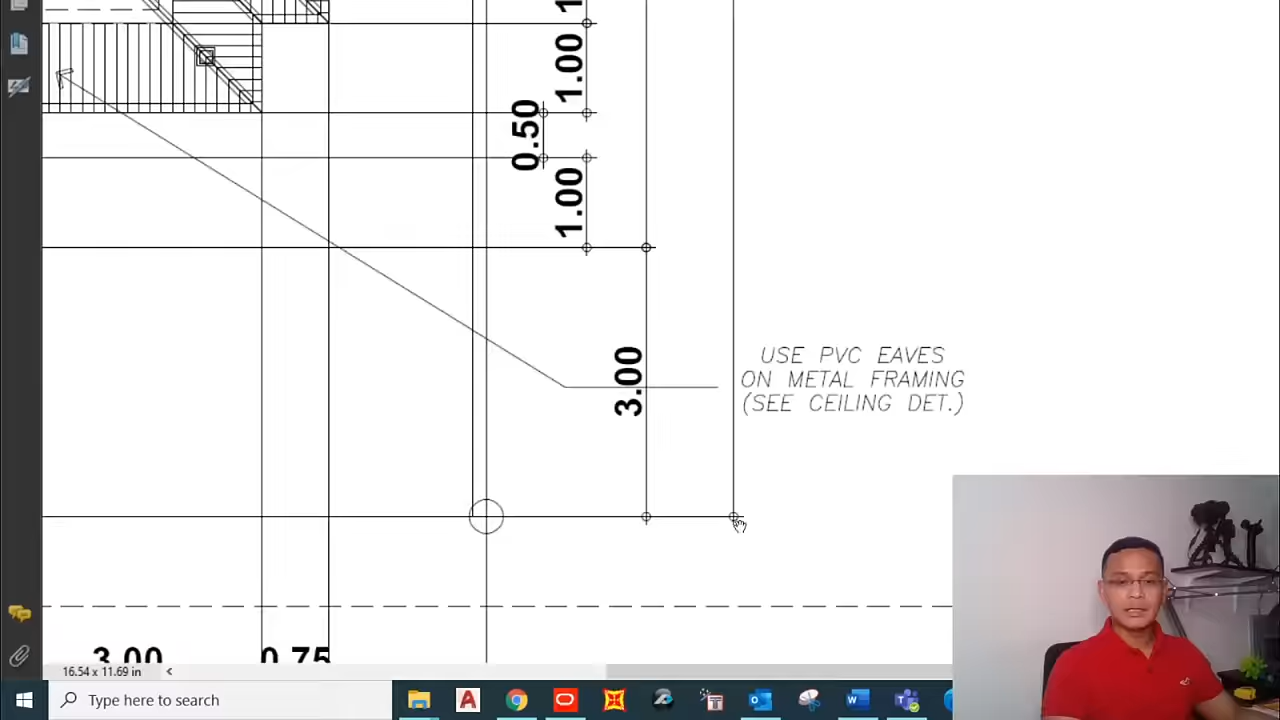 1.00
0.50
1.00
3.00
USE PVC EAVES
ON METAL FRAMING
(SEE CEILING DET.)
3.00
0.75
16.54 x 11.69 in
Type here to search